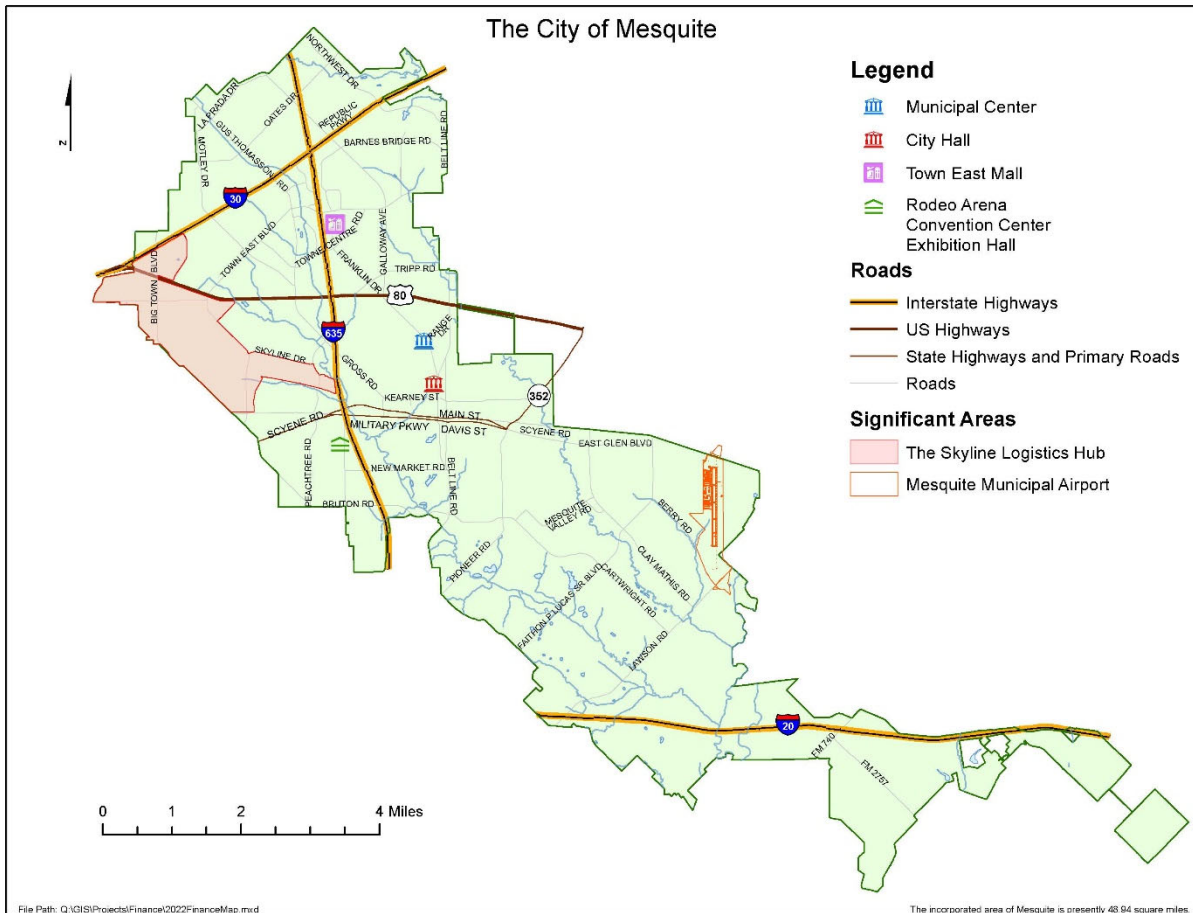 The City of Mesquite
N
Legend
Municipal Center
City Hall
Town East Mall
Rodeo Arena
Convention Center
Exhibition Hall
Roads
Interstate Highways
US Highways
State Highways and Primary Roads
Roads
Significant Areas
The Skyline Logistics Hub
Mesquite Municipal Airport
NORTHWEST DR
LA PRADA DR
OATES DR
REPUBLIC
PKWY
GUS THOMASSON RD
MOTLEY DR
BARNES BRIDGE RD
BELT LINE RD
30
TOWN EAST BLVD
TOWNE CENTRE RD
GALLOWAY AVE
FRANKLIN DR
TRIPP RD
BIG TOWN BLVD
80
635
RANGE DR
SKYLINE DR
GROSS RD
KEARNEY ST
352
MAIN ST
SCYENE RD
MILITARY PKWY
DAVIS ST
SCYENE RD
EAST GLEN BLVD
PEACHTREE RD
NEW MARKET RD
BELT LINE RD
BRUTON RD
MESQUITE
VALLEY RD
BERRY RD
PIONEER RD
CLAY MATHIS RD
CARTWRIGHT RD
FAITHON P LUCAS SR BLVD
LAWSON RD
20
FM 740
FM 2757
0 1 2 4 Miles
File Path: Q:\GIS\Projects\Finance\2022FinanceMap.mxd
The incorporated area of Mesquite is presently 48.94 square miles.